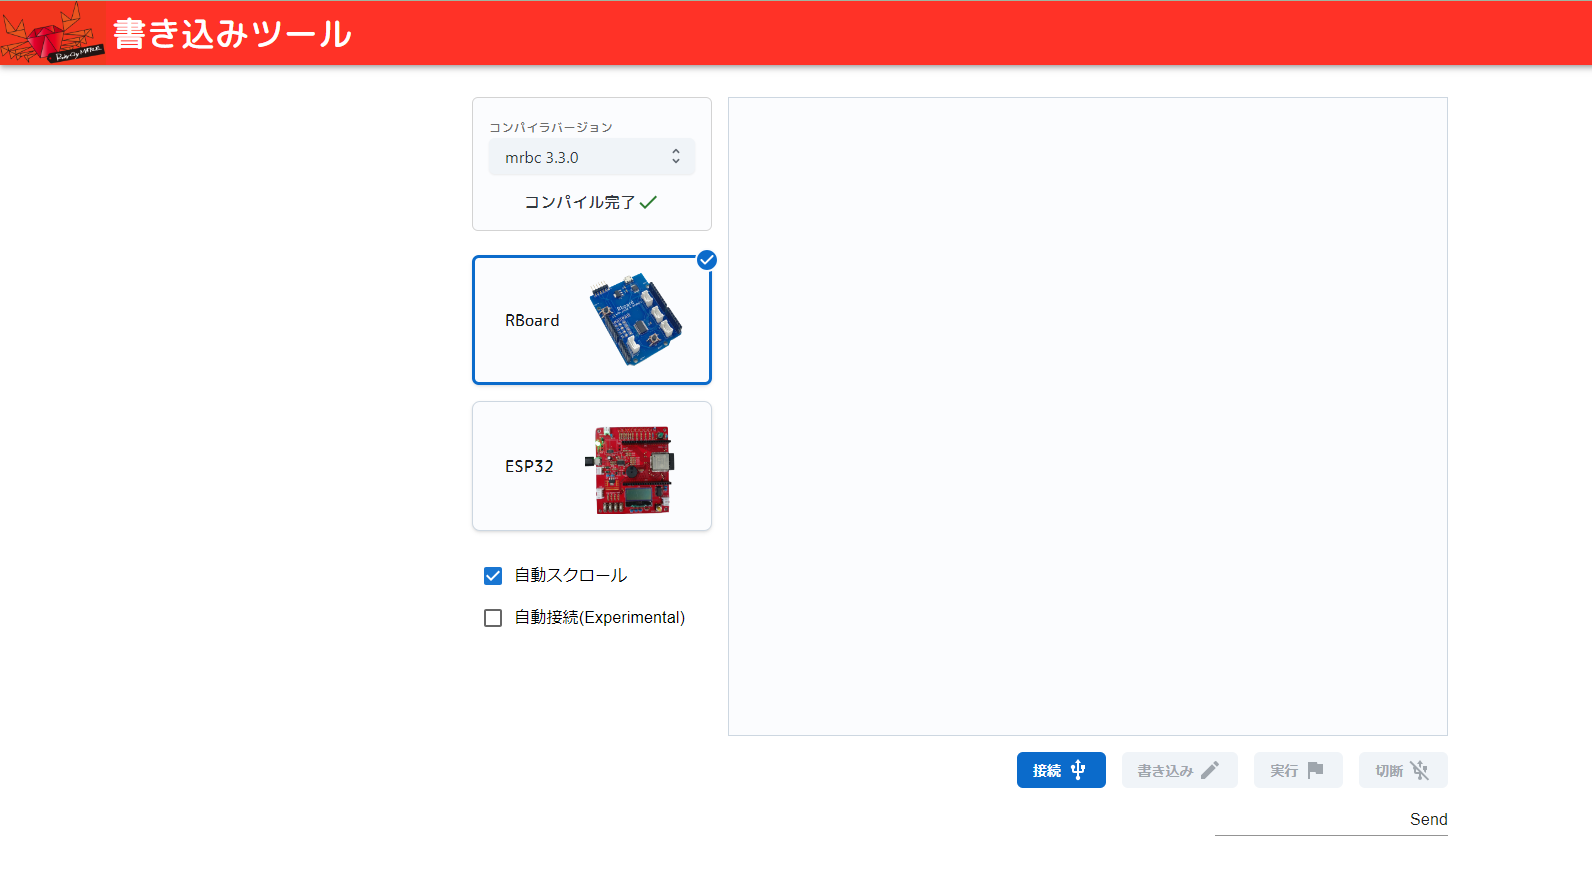 書き込みツール
コンパイラバージョン
mrbc 3.3.0
コンパイル完了
RBoard
ESP32
自動スクロール
自動接続(Experimental)
接続
書き込み
実行
切断
Send